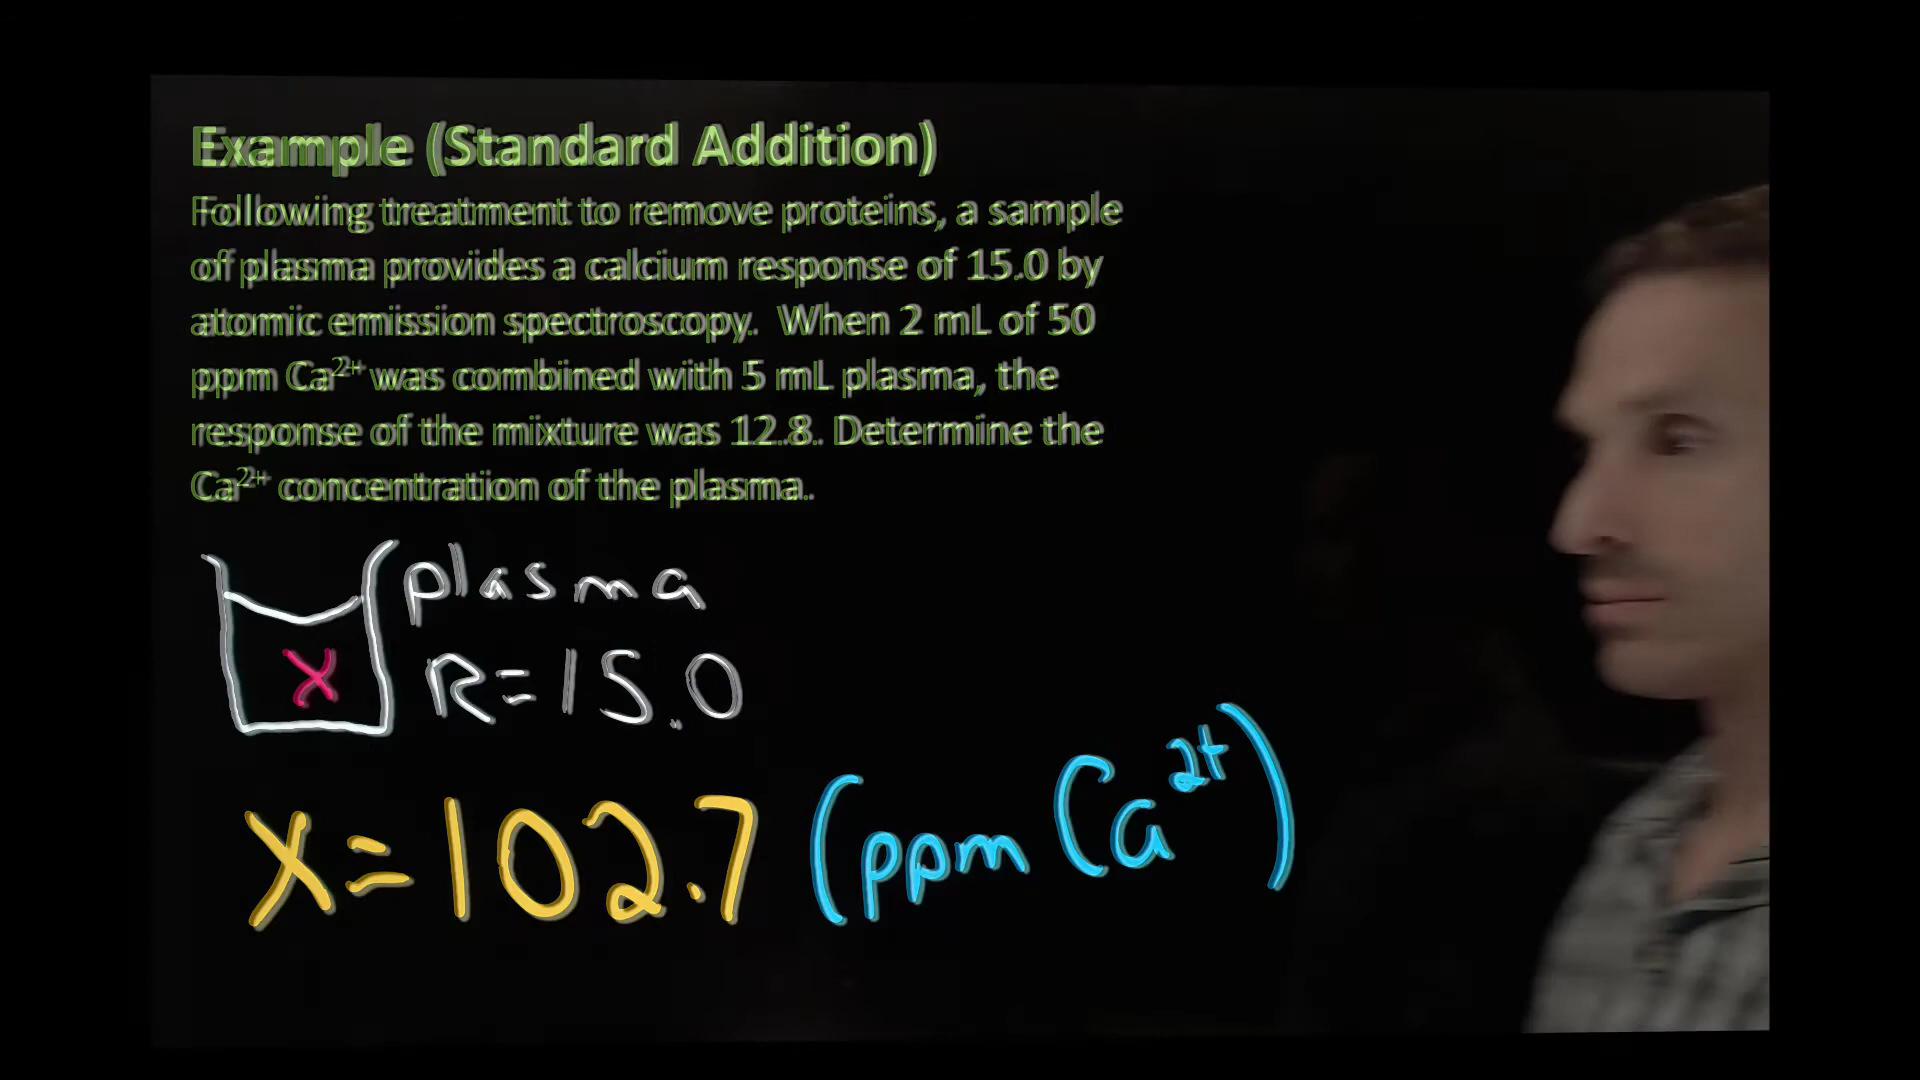 Example (Standard Addition)
Following treatment to remove proteins, a sample
of plasma provides a calcium response of 15.0 by
atomic emission spectroscopy. When 2 mL of 50
ppm Ca²⁺ was combined with 5 mL plasma, the
response of the mixture was 12.8. Determine the
Ca²⁺ concentration of the plasma.
plasma
X R=15.0
X=102.7 (ppm Ca²⁺)